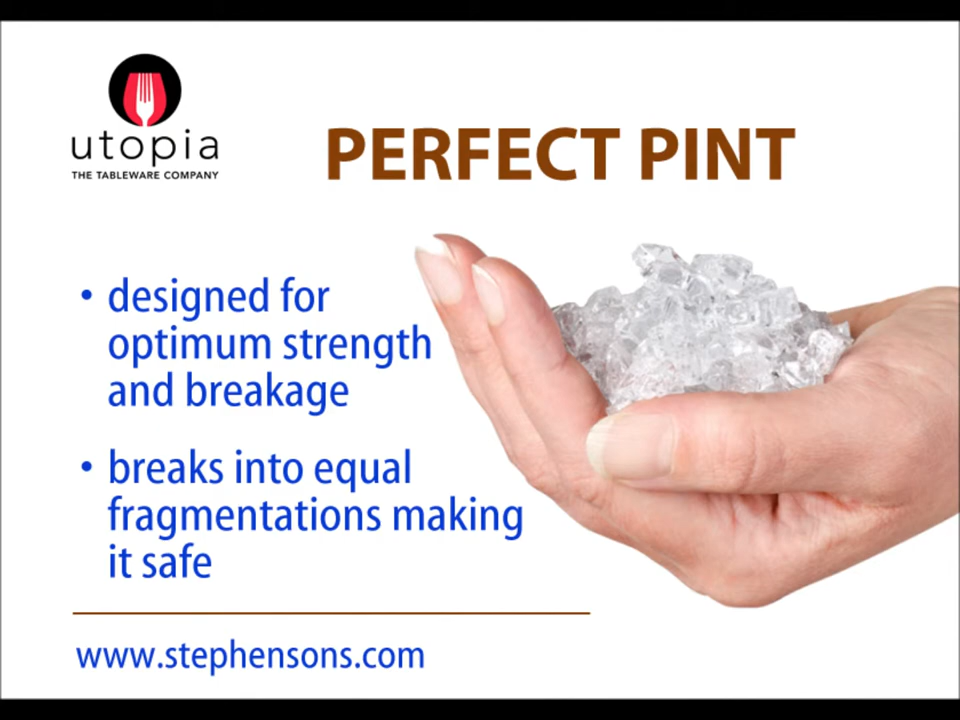 utopia
THE TABLEWARE COMPANY
PERFECT PINT
• designed for
optimum strength
and breakage
• breaks into equal
fragmentations making
it safe
www.stephensons.com